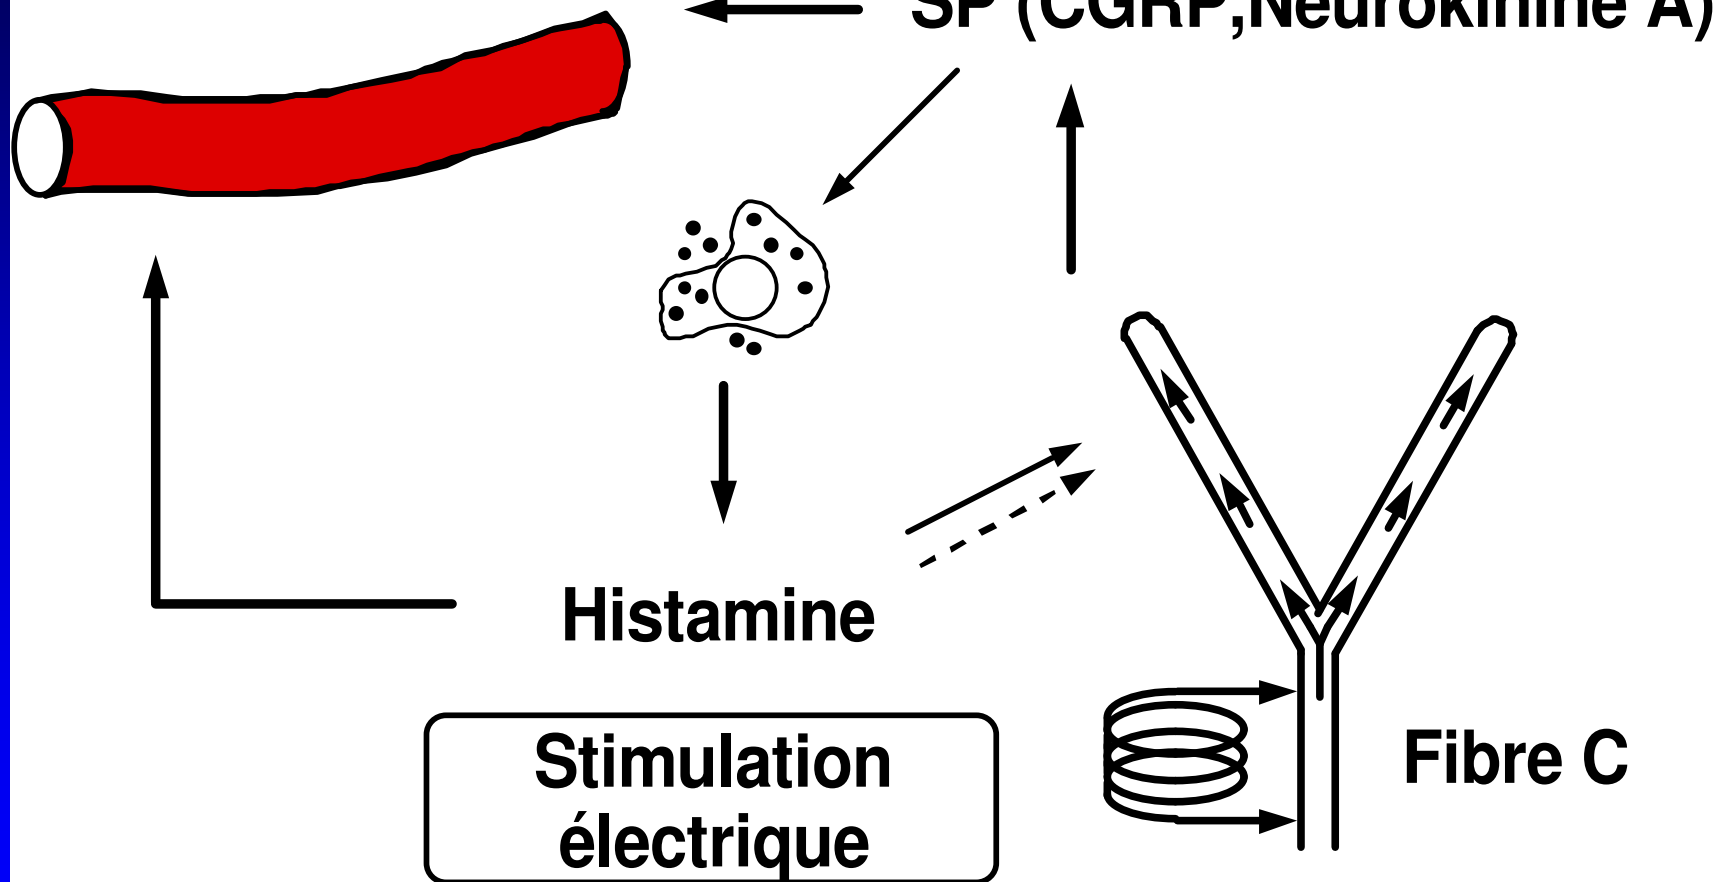 SP (CGRP,Neurokinine A)
Histamine
Stimulation
électrique
Fibre C